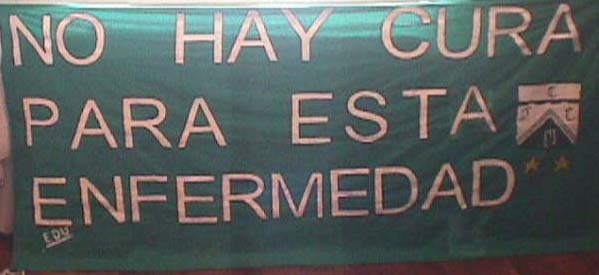 NO HAY CURA
PARA ESTA
ENFERMEDAD
EDU